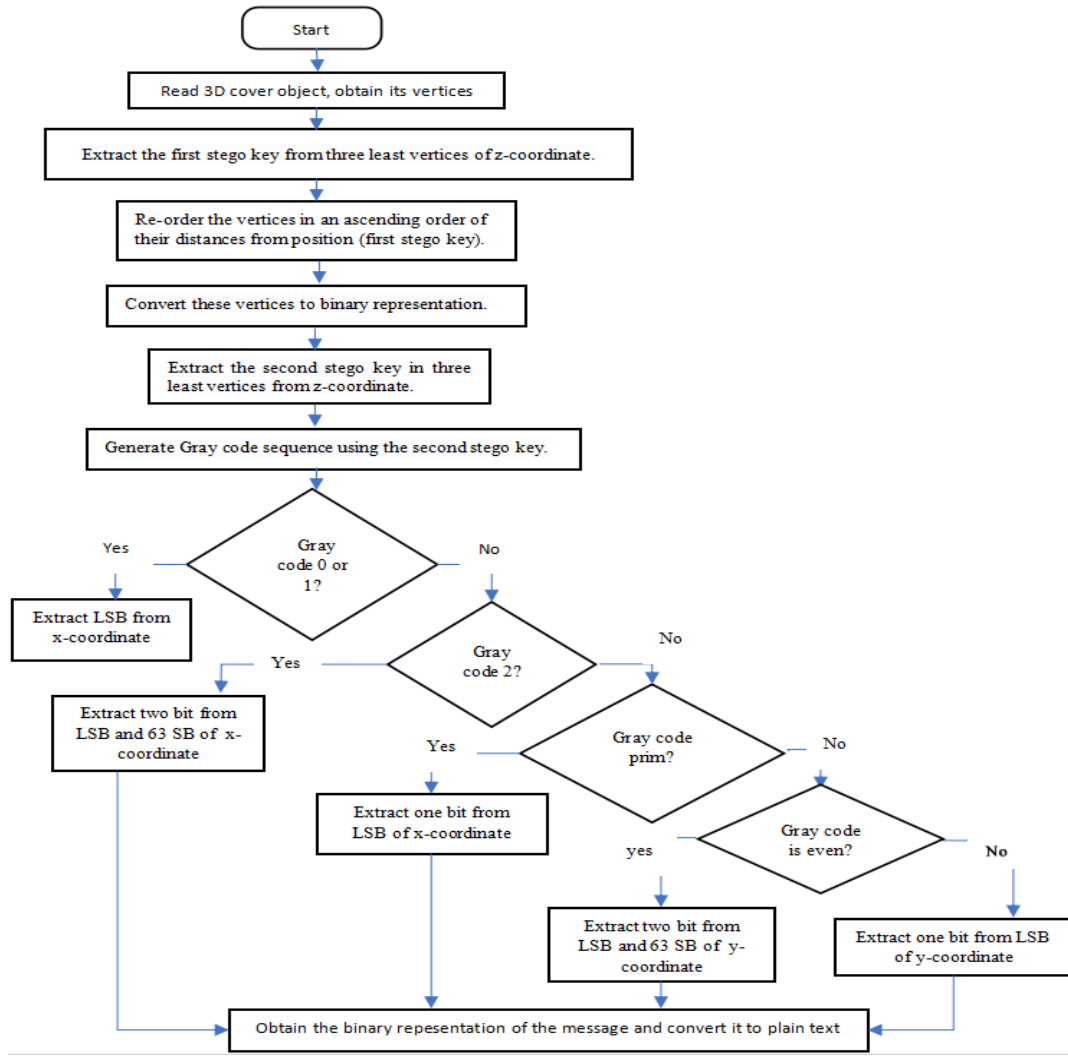 Start
Read 3D cover object, obtain its vertices
Extract the first stego key from three least vertices of z-coordinate.
Re-order the vertices in an ascending order of
their distances from position (first stego key).
Convert these vertices to binary representation.
Extract the second stego key in three
least vertices from z-coordinate.
Generate Gray code sequence using the second stego key.
Yes
Gray
code 0 or
1?
No
Extract LSB from
x-coordinate
Yes
Gray
code 2?
No
Extract two bit from
LSB and 63 SB of x-
coordinate
Yes
Gray code
prim?
No
Extract one bit from
LSB of x-coordinate
yes
Gray code
is even?
No
Extract two bit from
LSB and 63 SB of y-
coordinate
Extract one bit from LSB
of y-coordinate
Obtain the binary repesentation of the message and convert it to plain text